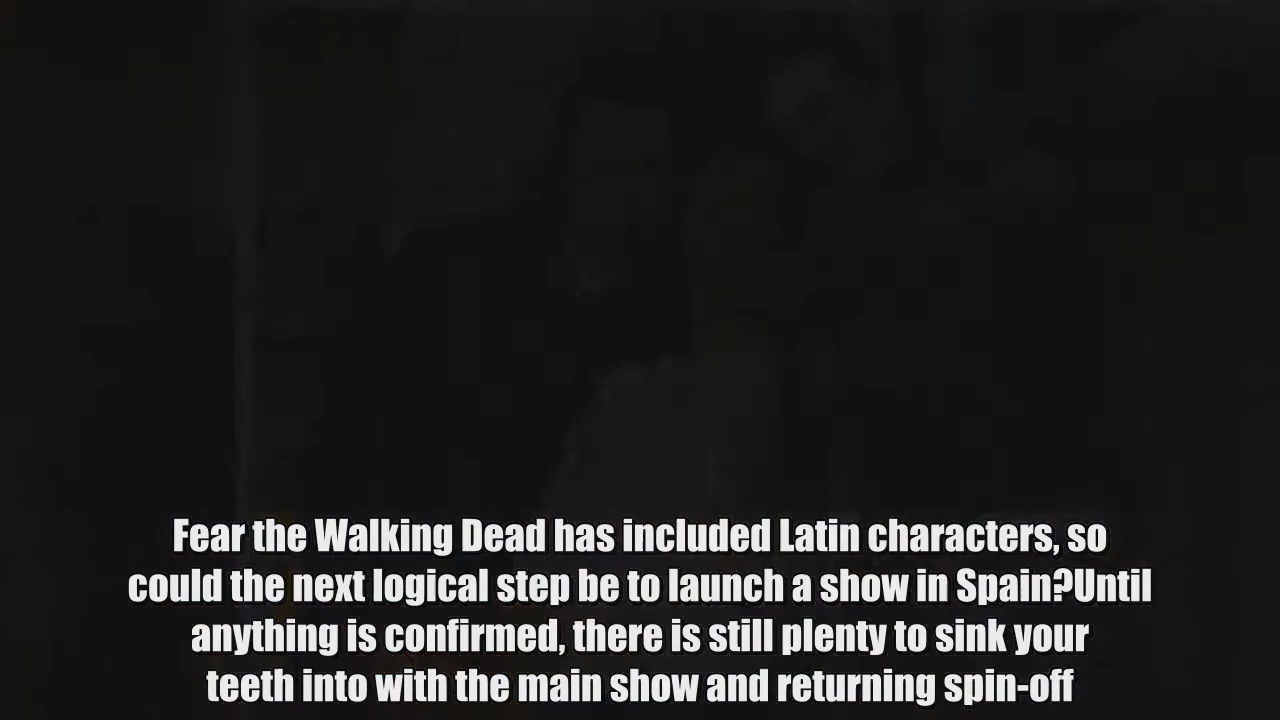 Fear the Walking Dead has included Latin characters, so
could the next logical step be to launch a show in Spain?Until
anything is confirmed, there is still plenty to sink your
teeth into with the main show and returning spin-off